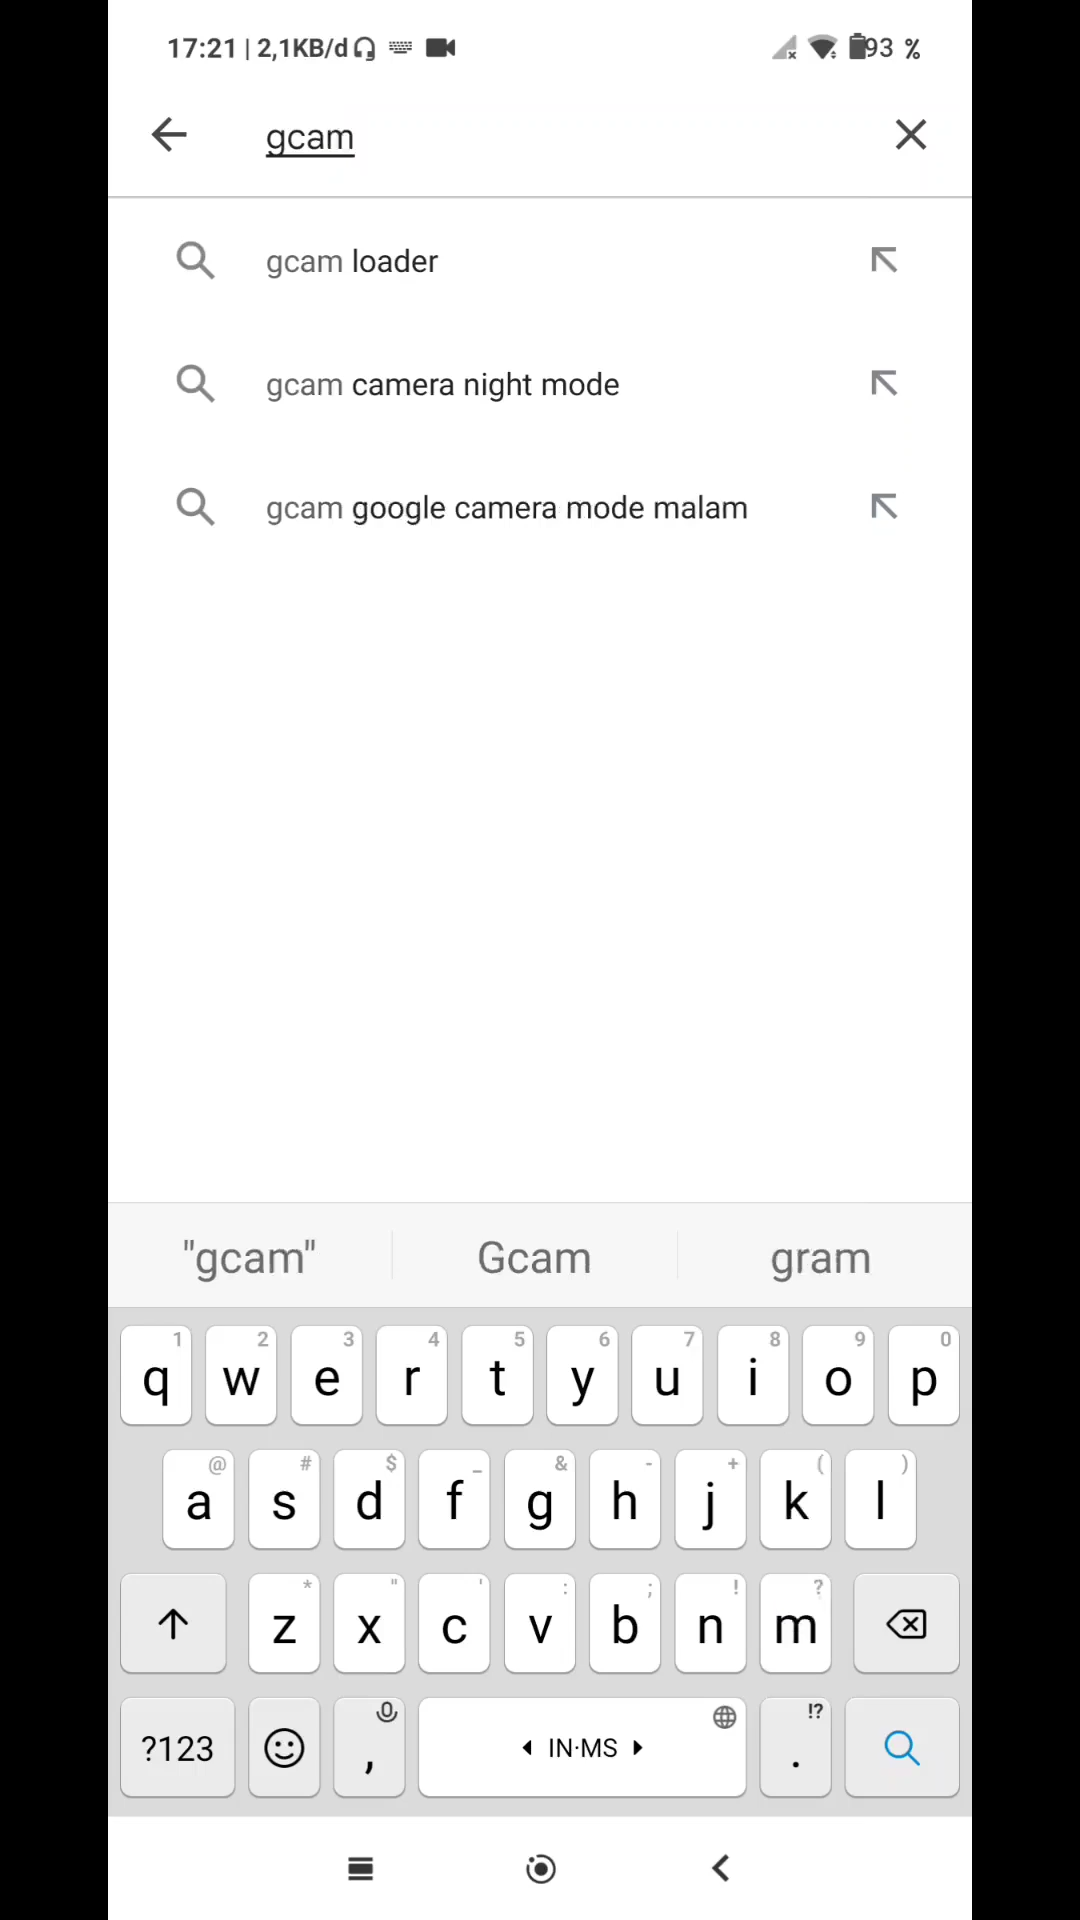 17:21 | 2,1KB/d 93 %
gcam
gcam loader
gcam camera night mode
gcam google camera mode malam
"gcam" Gcam gram
1 2 3 4 5 6 7 8 9 0
q w e r t y u i o p
@ # $ _ & - + ( )
a s d f g h j k l
* " ' : ; ! ?
z x c v b n m
!?
?123 , IN·MS .